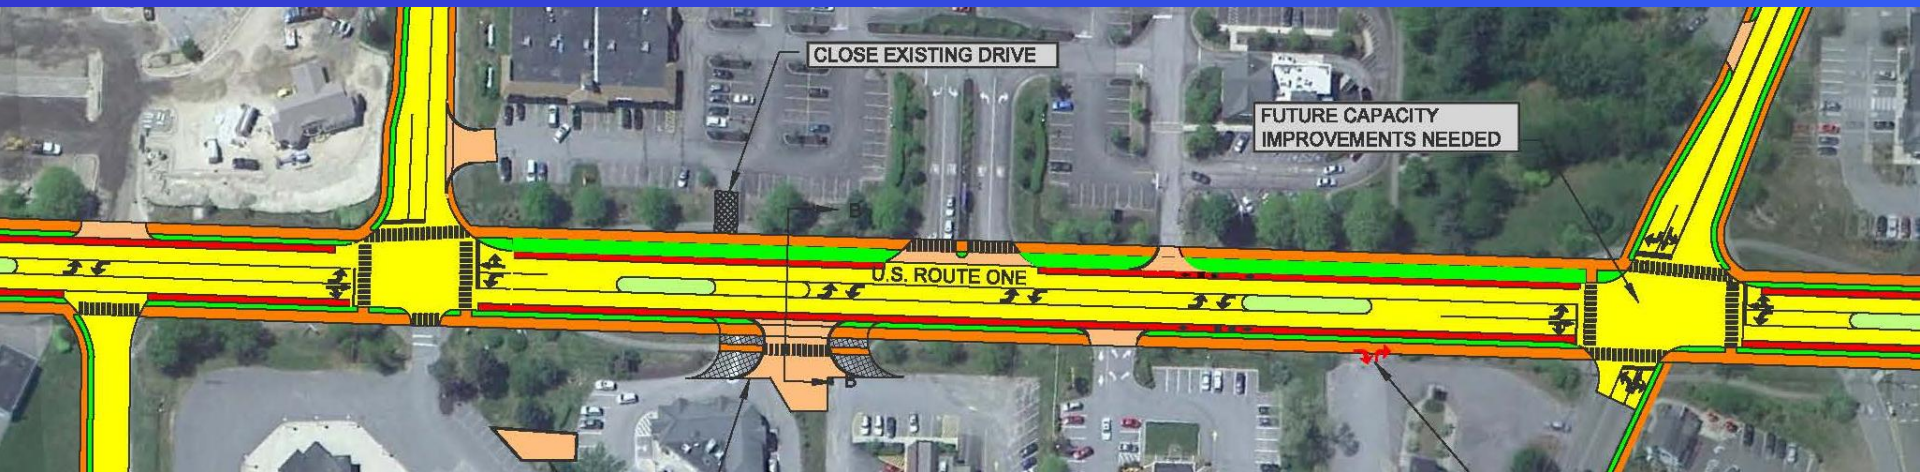 CLOSE EXISTING DRIVE
FUTURE CAPACITY
IMPROVEMENTS NEEDED
B
U.S. ROUTE ONE
B